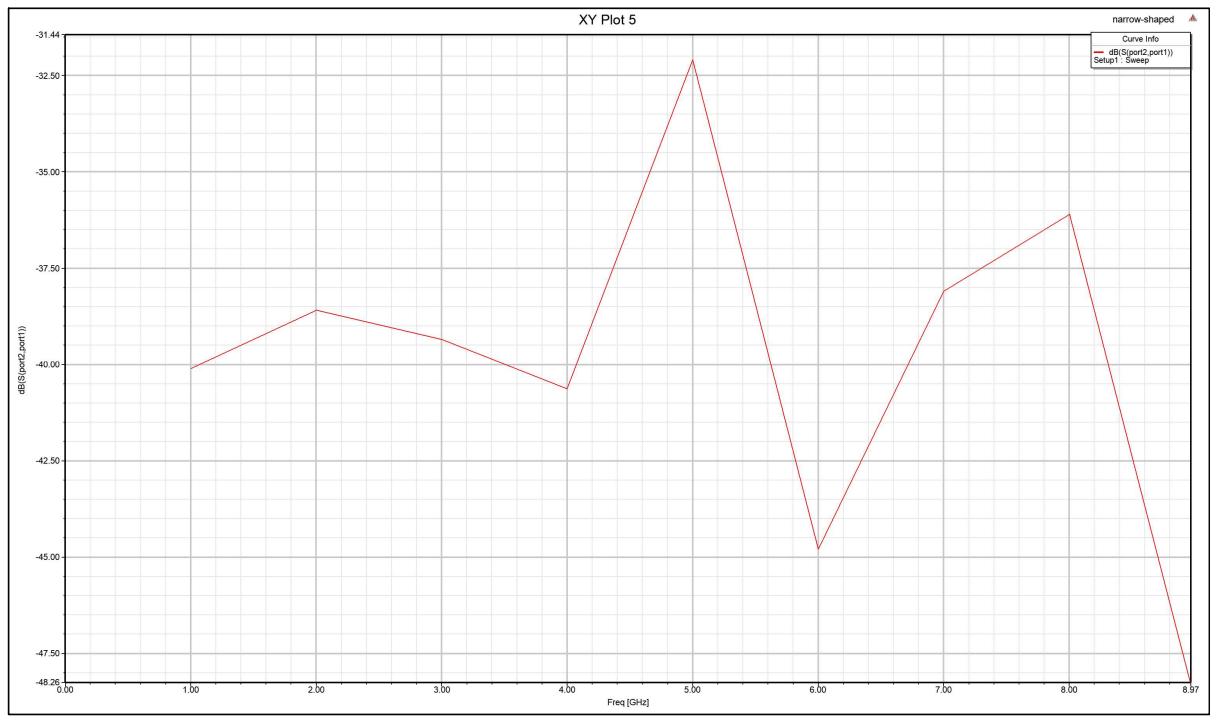 XY Plot 5
narrow-shaped
Curve Info
dB(S(port2,port1))
Setup1 : Sweep
-31.44
-32.50
-35.00
-37.50
-40.00
-42.50
-45.00
-47.50
-48.26
dB(S(port2,port1))
0.00 1.00 2.00 3.00 4.00 5.00 6.00 7.00 8.00 8.97
Freq [GHz]